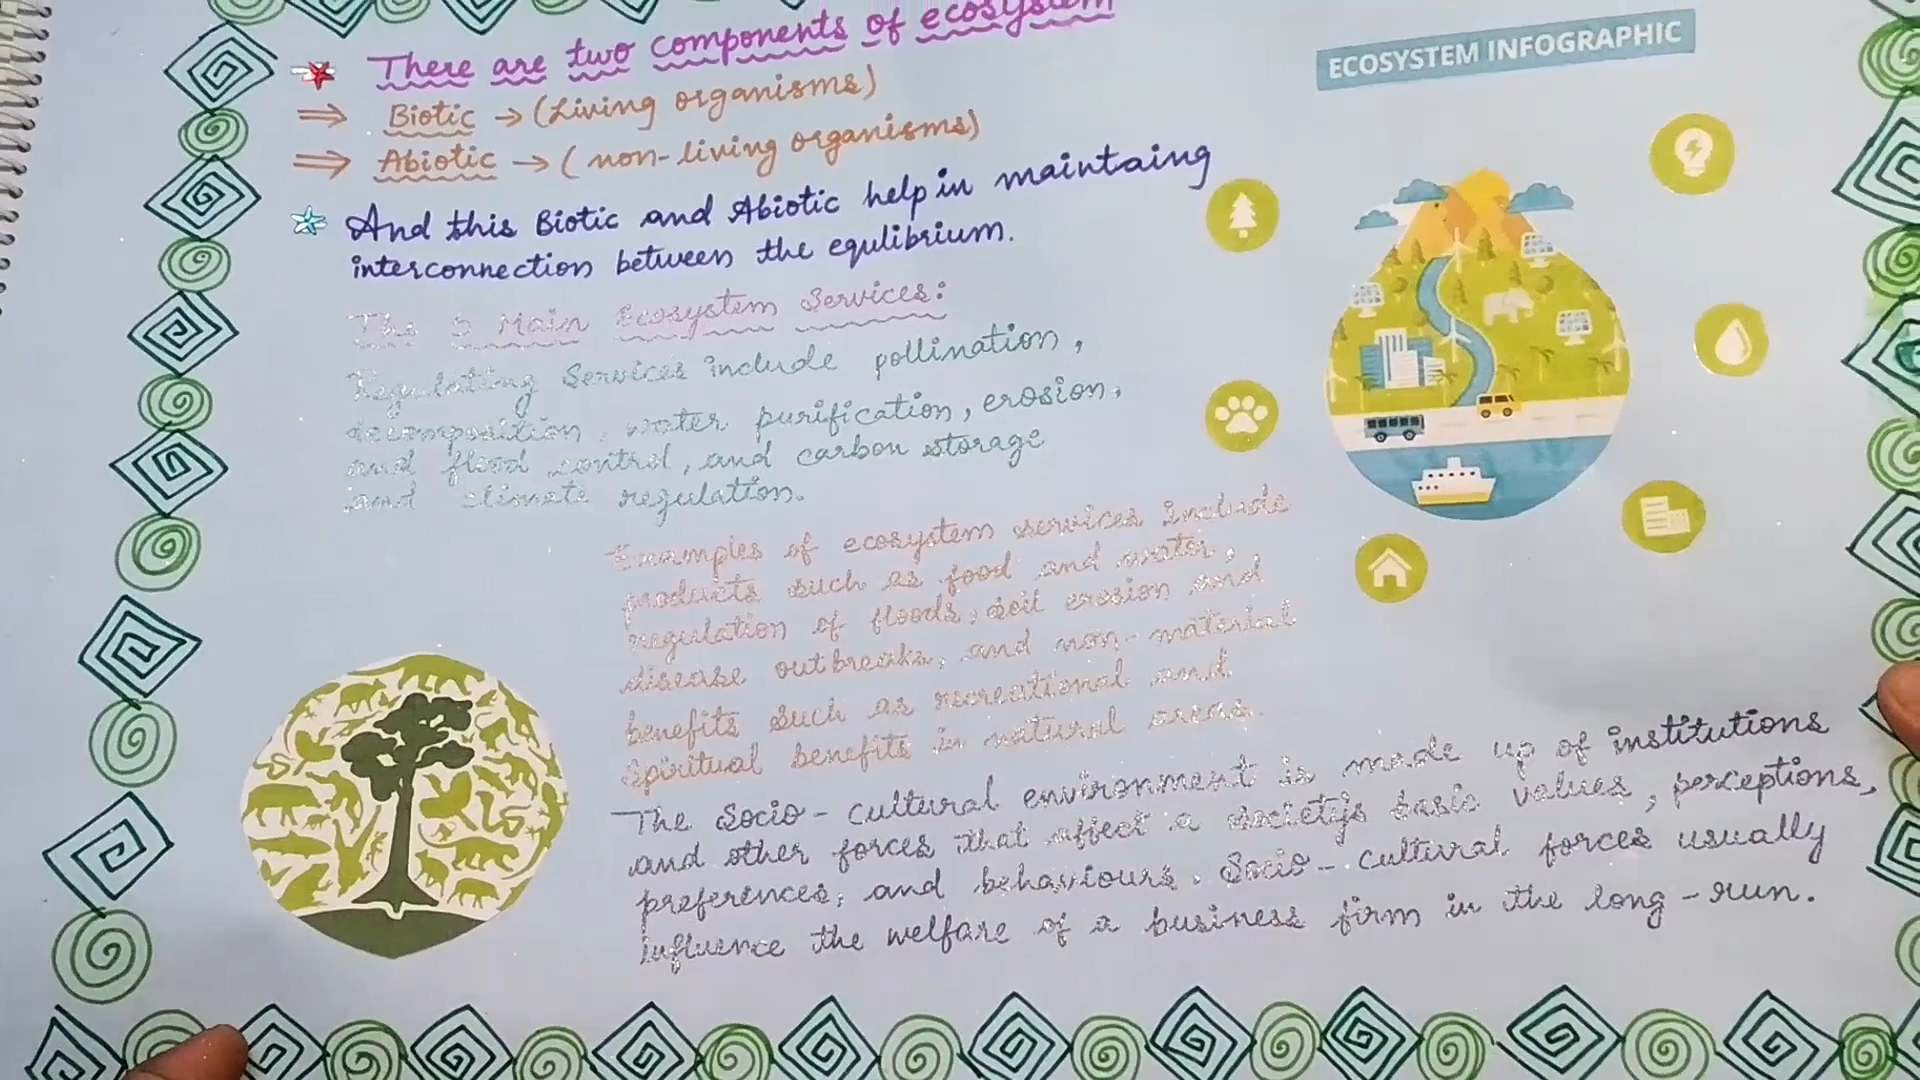 There are two components of ecosystem
⇒ Biotic → (Living organisms)
⇒ Abiotic → ( non-living organisms)
And this Biotic and Abiotic help in maintaing
interconnection between the equlibrium.
The 5 Main Ecosystem Services:
Regulating Services include pollination,
decomposition, water purification, erosion,
and flood control, and carbon storage
and climate regulation.
Examples of ecosystem services include
products such as food and water,
regulation of floods, soil erosion and
disease outbreaks, and non-material
benefits such as recreational and
Spiritual benefits in natural areas.
The Socio-cultural environment is made up of institutions
and other forces that affect a society's basic values, perceptions,
preferences, and behaviours. Socio-cultural forces usually
influence the welfare of a business firm in the long-run.
ECOSYSTEM INFOGRAPHIC